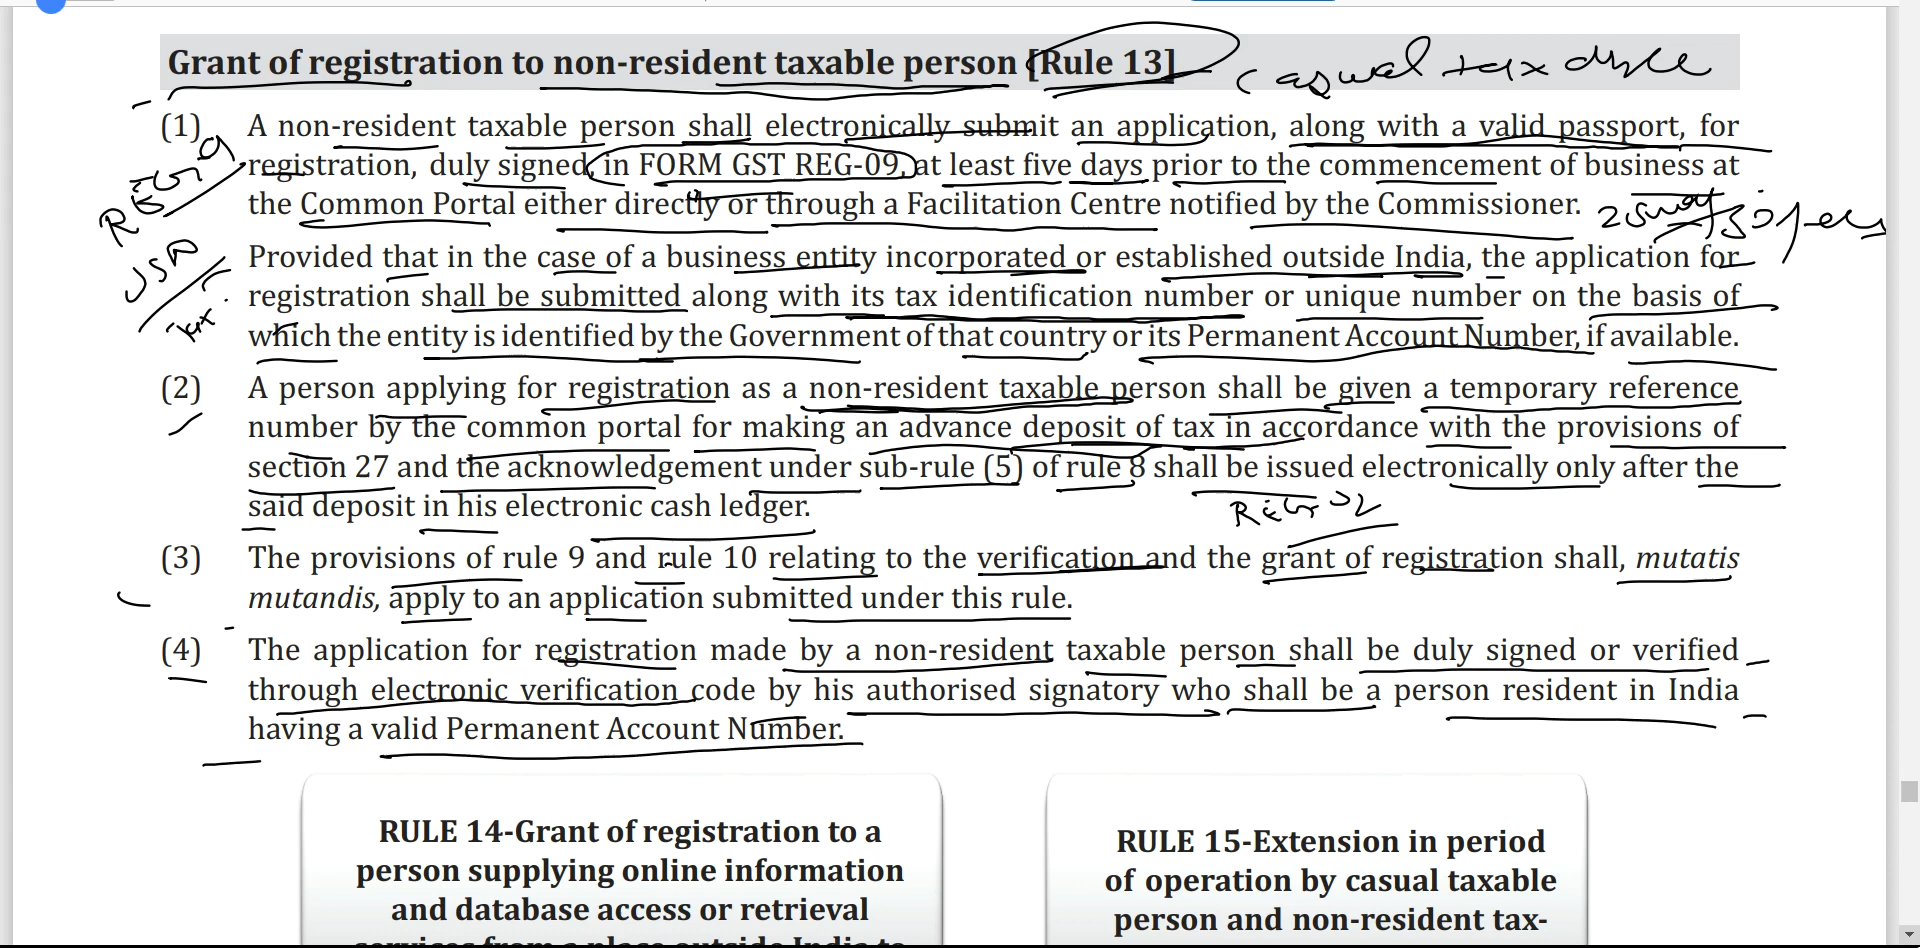 Grant of registration to non-resident taxable person [Rule 13] casual tax
(1) A non-resident taxable person shall electronically submit an application, along with a valid passport, for
registration, duly signed, in FORM GST REG-09, at least five days prior to the commencement of business at
the Common Portal either directly or through a Facilitation Centre notified by the Commissioner.
Provided that in the case of a business entity incorporated or established outside India, the application for
registration shall be submitted along with its tax identification number or unique number on the basis of
which the entity is identified by the Government of that country or its Permanent Account Number, if available.
(2) A person applying for registration as a non-resident taxable person shall be given a temporary reference
number by the common portal for making an advance deposit of tax in accordance with the provisions of
section 27 and the acknowledgement under sub-rule (5) of rule 8 shall be issued electronically only after the
said deposit in his electronic cash ledger.
(3) The provisions of rule 9 and rule 10 relating to the verification and the grant of registration shall, mutatis
mutandis, apply to an application submitted under this rule.
(4) The application for registration made by a non-resident taxable person shall be duly signed or verified
through electronic verification code by his authorised signatory who shall be a person resident in India
having a valid Permanent Account Number.
RULE 14-Grant of registration to a
person supplying online information
and database access or retrieval
services from a place outside India to
RULE 15-Extension in period
of operation by casual taxable
person and non-resident tax-